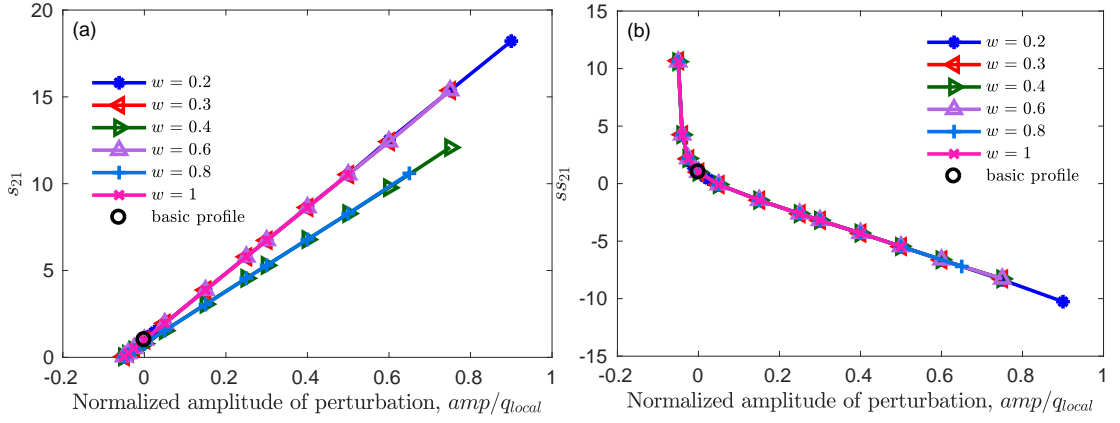 (a)
20
15
10
5
0
s21
w = 0.2
w = 0.3
w = 0.4
w = 0.6
w = 0.8
w = 1
basic profile
-0.2 0 0.2 0.4 0.6 0.8 1
Normalized amplitude of perturbation, amp/qlocal
(b)
15
10
5
0
-5
-10
-15
ss21
w = 0.2
w = 0.3
w = 0.4
w = 0.6
w = 0.8
w = 1
basic profile
-0.2 0 0.2 0.4 0.6 0.8 1
Normalized amplitude of perturbation, amp/qlocal